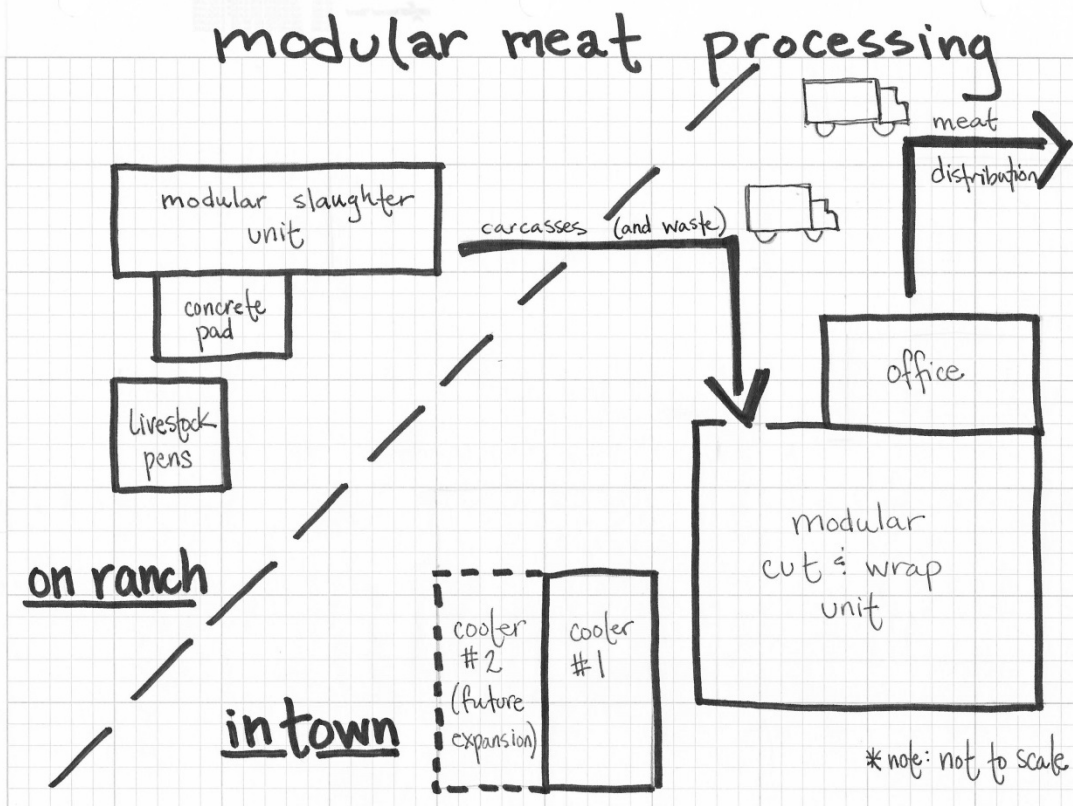 modular meat processing
meat
distribution
modular slaughter
unit
carcasses (and waste)
concrete
pad
office
livestock
pens
modular
cut & wrap
unit
on ranch
cooler
#2
(future
expansion)
cooler
#1
in town
*note: not to scale